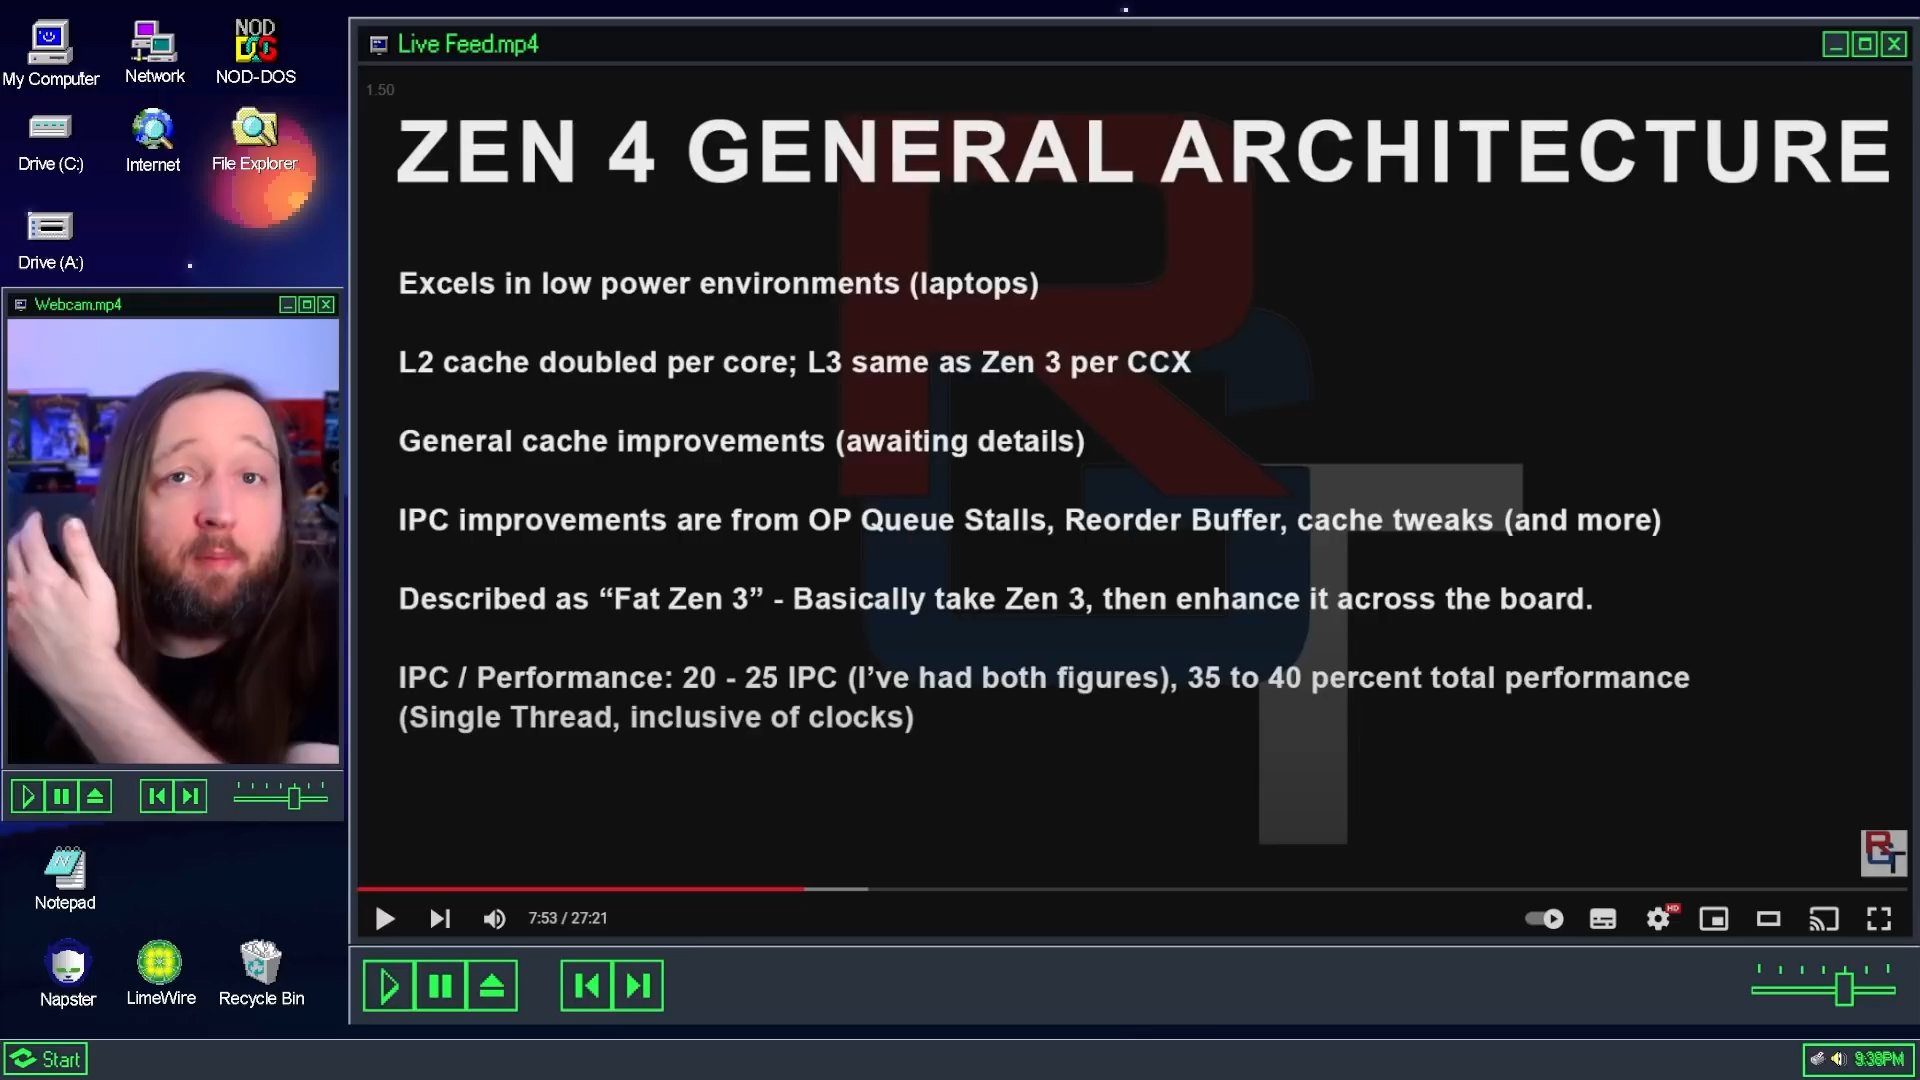 My Computer
Network
NOD
DOG
NOD-DOS
Drive (C:)
Internet
File Explorer
Drive (A:)
Webcam.mp4
Notepad
Napster
LimeWire
Recycle Bin
Start
Live Feed.mp4
1.50
ZEN 4 GENERAL ARCHITECTURE
Excels in low power environments (laptops)
L2 cache doubled per core; L3 same as Zen 3 per CCX
General cache improvements (awaiting details)
IPC improvements are from OP Queue Stalls, Reorder Buffer, cache tweaks (and more)
Described as “Fat Zen 3” - Basically take Zen 3, then enhance it across the board.
IPC / Performance: 20 - 25 IPC (I’ve had both figures), 35 to 40 percent total performance
(Single Thread, inclusive of clocks)
RGT
7:53 / 27:21
HD
9:38PM